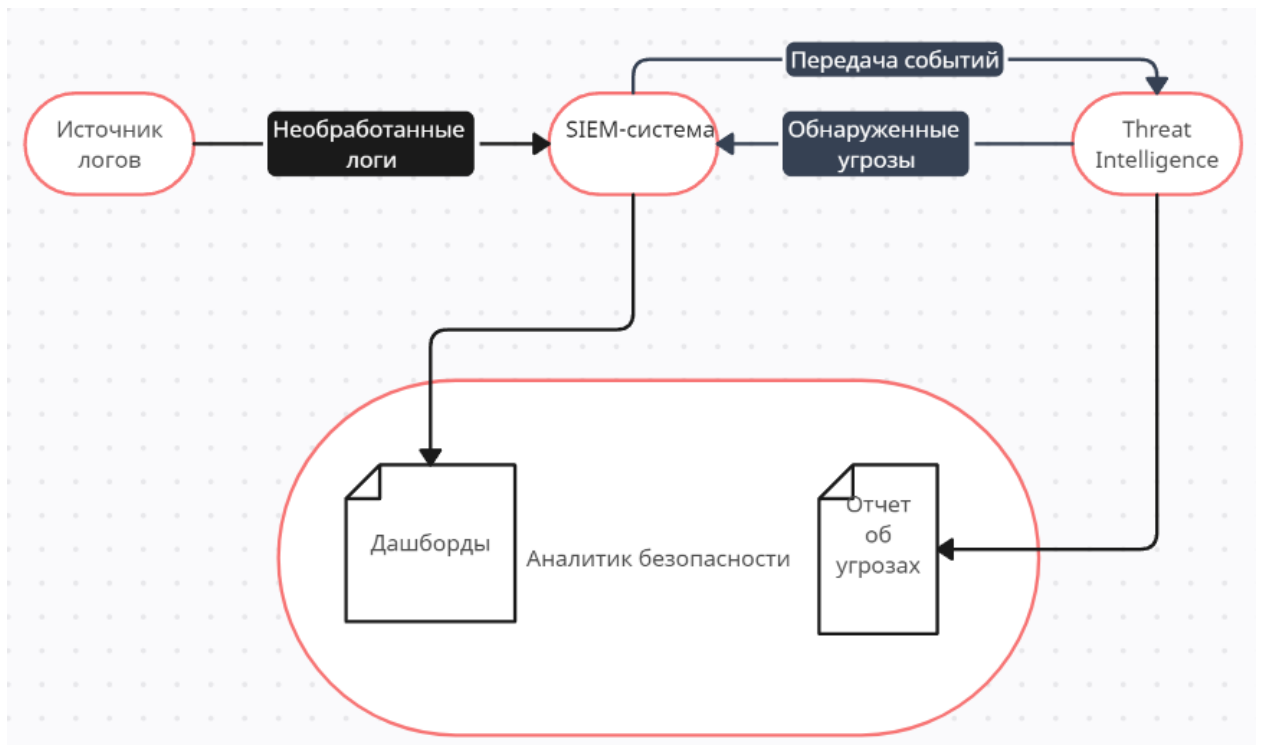 Передача событий
Источник
логов
Необработанные
логи
SIEM-система
Обнаруженные
угрозы
Threat
Intelligence
Дашборды
Аналитик безопасности
Отчет
об
угрозах